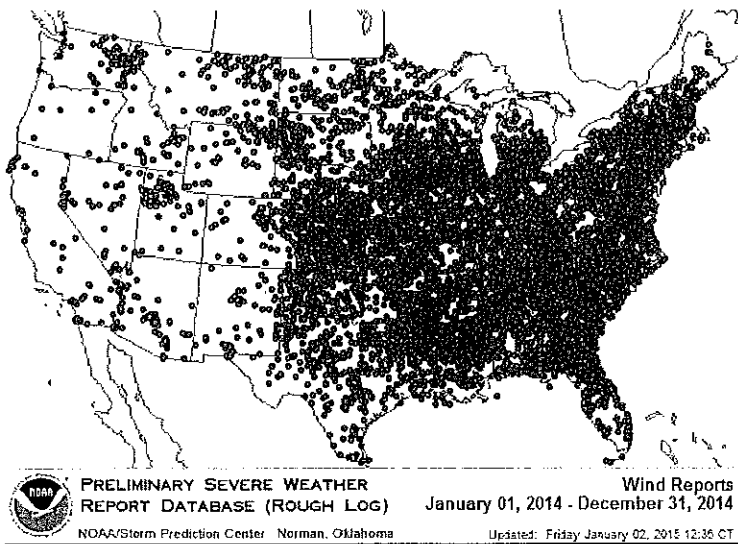 NOAA
PRELIMINARY SEVERE WEATHER
REPORT DATABASE (ROUGH LOG)
NOAA/Storm Prediction Center Norman, Oklahoma
Wind Reports
January 01, 2014 - December 31, 2014
Updated: Friday January 02, 2015 12:36 CT